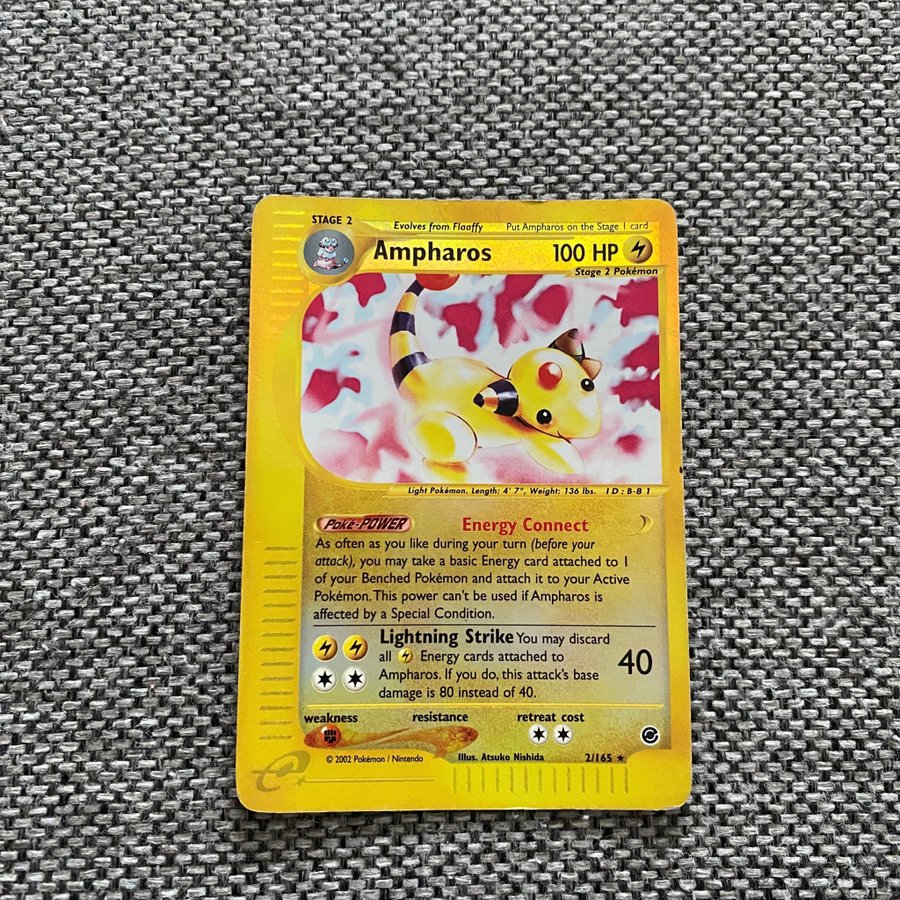 STAGE 2
Evolves from Flaaffy Put Ampharos on the Stage 1 card
Ampharos 100 HP
Stage 2 Pokémon
Light Pokémon. Length: 4' 7", Weight: 136 lbs. ID: B-81
Poké-POWER Energy Connect
As often as you like during your turn (before your
attack), you may take a basic Energy card attached to 1
of your Benched Pokémon and attach it to your Active
Pokémon. This power can't be used if Ampharos is
affected by a Special Condition.
Lightning Strike You may discard
all Energy cards attached to
Ampharos. If you do, this attack's base
damage is 80 instead of 40.
40
weakness resistance retreat cost
© 2002 Pokémon / Nintendo Illus. Atsuko Nishida 2/165 ★